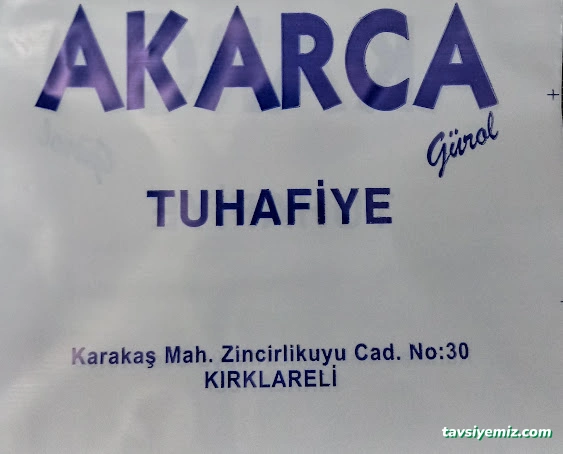 AKARCA
Gürol
TUHAFİYE
Karakaş Mah. Zincirlikuyu Cad. No:30
KIRKLARELİ
tavsiyemiz.com